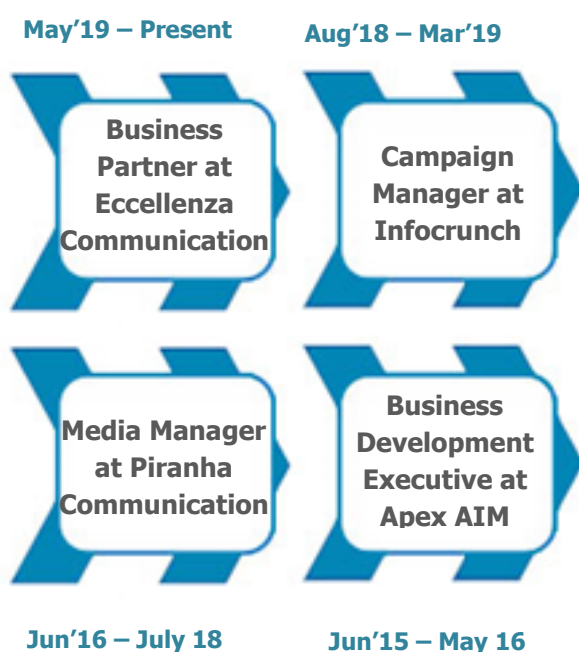 May’19 – Present
Aug’18 – Mar’19
Business
Partner at
Eccellenza
Communication
Campaign
Manager at
Infocrunch
Media Manager
at Piranha
Communication
Business
Development
Executive at
Apex AIM
Jun’16 – July 18
Jun’15 – May 16